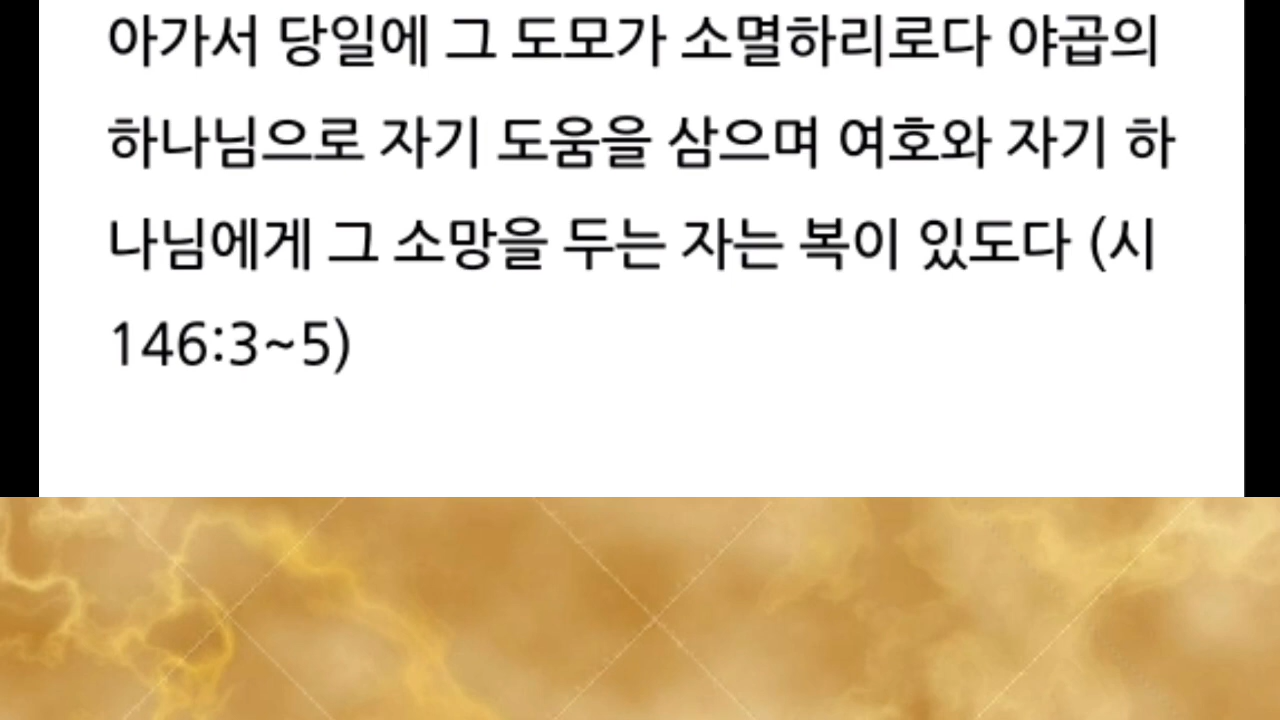 아가서 당일에 그 도모가 소멸하리로다 야곱의
하나님으로 자기 도움을 삼으며 여호와 자기 하
나님에게 그 소망을 두는 자는 복이 있도다 (시
146:3~5)